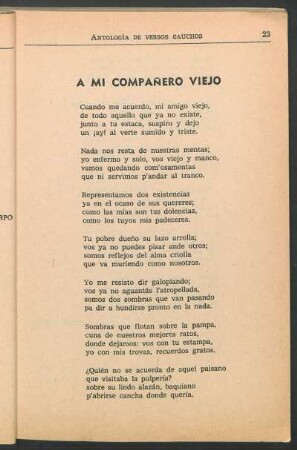 ANTOLOGÍA DE VERSOS GAUCHOS 23
A MI COMPAÑERO VIEJO
Cuando me acuerdo, mi amigo viejo,
de todo aquello que ya no existe,
junto a tu estaca, suspiro y dejo
un ¡ay! al verte sumido y triste.
Nada nos resta de nuestras mentas;
yo enfermo y solo, vos viejo y manco,
vamos quedando com'osamentas
que ni servimos p'andar al tranco.
Representamos dos existencias
ya en el ocaso de sus quereres;
como las mías son tus dolencias,
como los tuyos mis padeceres.
Tu pobre dueño su lazo arrolla;
vos ya no puedes pisar ande otros;
somos reflejos del alma criolla
que va muriendo como nosotros.
Yo me resisto dir galopiando;
vos ya no aguantás l'atropellada,
somos dos sombras que van pasando
pa dir a hundirse pronto en la nada.
Sombras que flotan sobre la pampa,
cuna de nuestros mejores ratos,
donde dejamos: vos con tu estampa,
yo con mis trovas, recuerdos gratos.
¿Quién no se acuerda de aquel paisano
que visitaba la pulpería?
sobre su lindo alazán, baquiano
p'abrirse cancha donde quería.
RPO